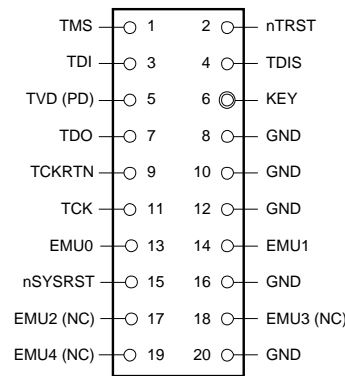 TMS 1 2 nTRST
TDI 3 4 TDIS
TVD (PD) 5 6 KEY
TDO 7 8 GND
TCKRTN 9 10 GND
TCK 11 12 GND
EMU0 13 14 EMU1
nSYSRST 15 16 GND
EMU2 (NC) 17 18 EMU3 (NC)
EMU4 (NC) 19 20 GND